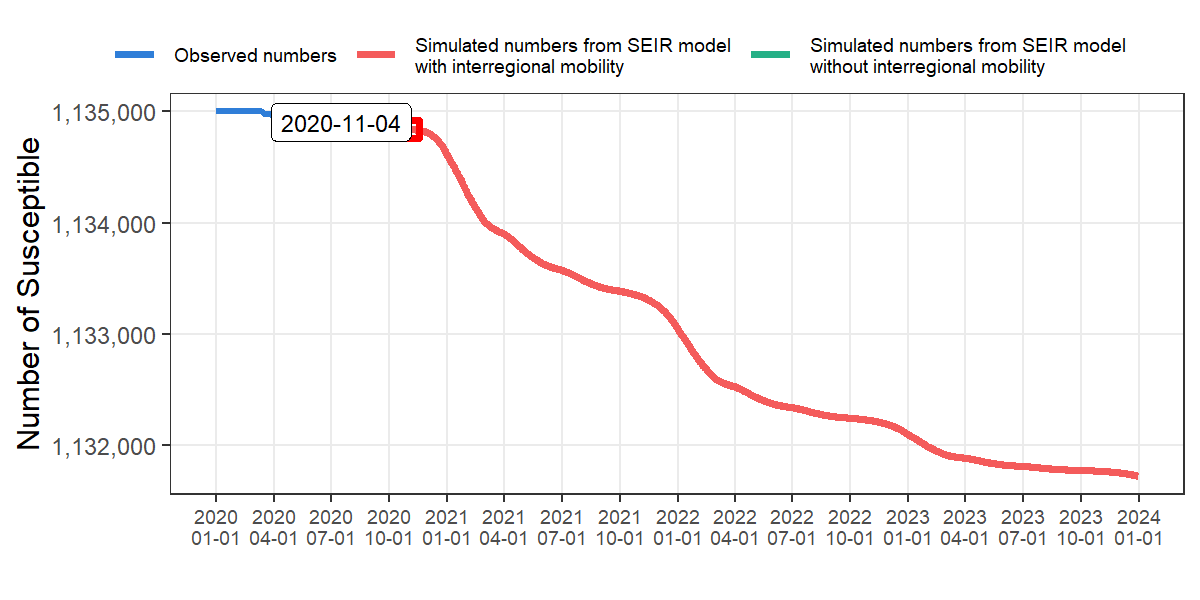 Observed numbers
Simulated numbers from SEIR model
with interregional mobility
Simulated numbers from SEIR model
without interregional mobility
Number of Susceptible
1,135,000
1,134,000
1,133,000
1,132,000
2020-11-04
2020 2020 2020 2020 2021 2021 2021 2021 2022 2022 2022 2022 2023 2023 2023 2023 2024
01-01 04-01 07-01 10-01 01-01 04-01 07-01 10-01 01-01 04-01 07-01 10-01 01-01 04-01 07-01 10-01 01-01